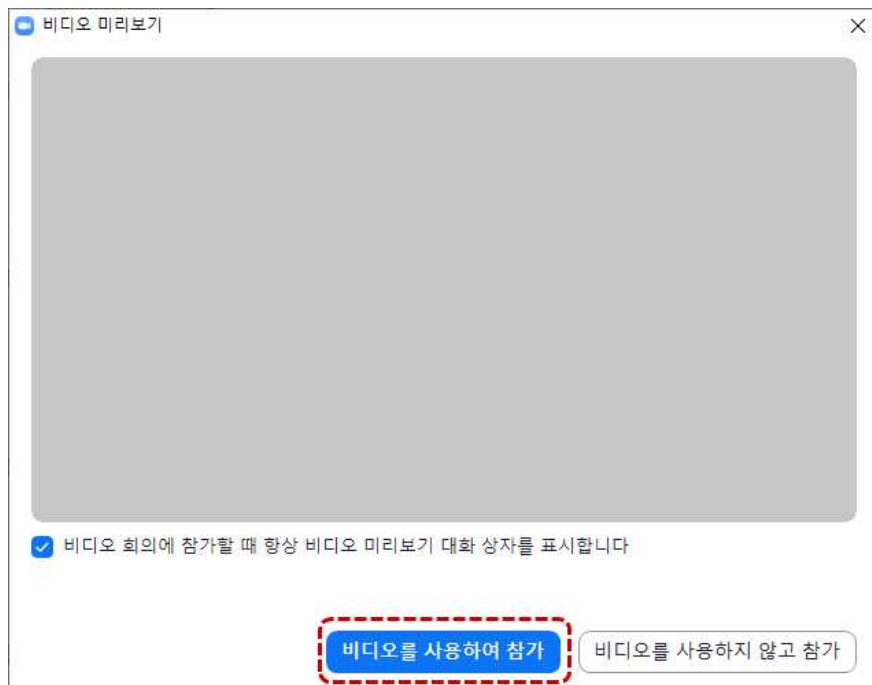 비디오 미리보기
비디오 회의에 참가할 때 항상 비디오 미리보기 대화 상자를 표시합니다
비디오를 사용하여 참가
비디오를 사용하지 않고 참가